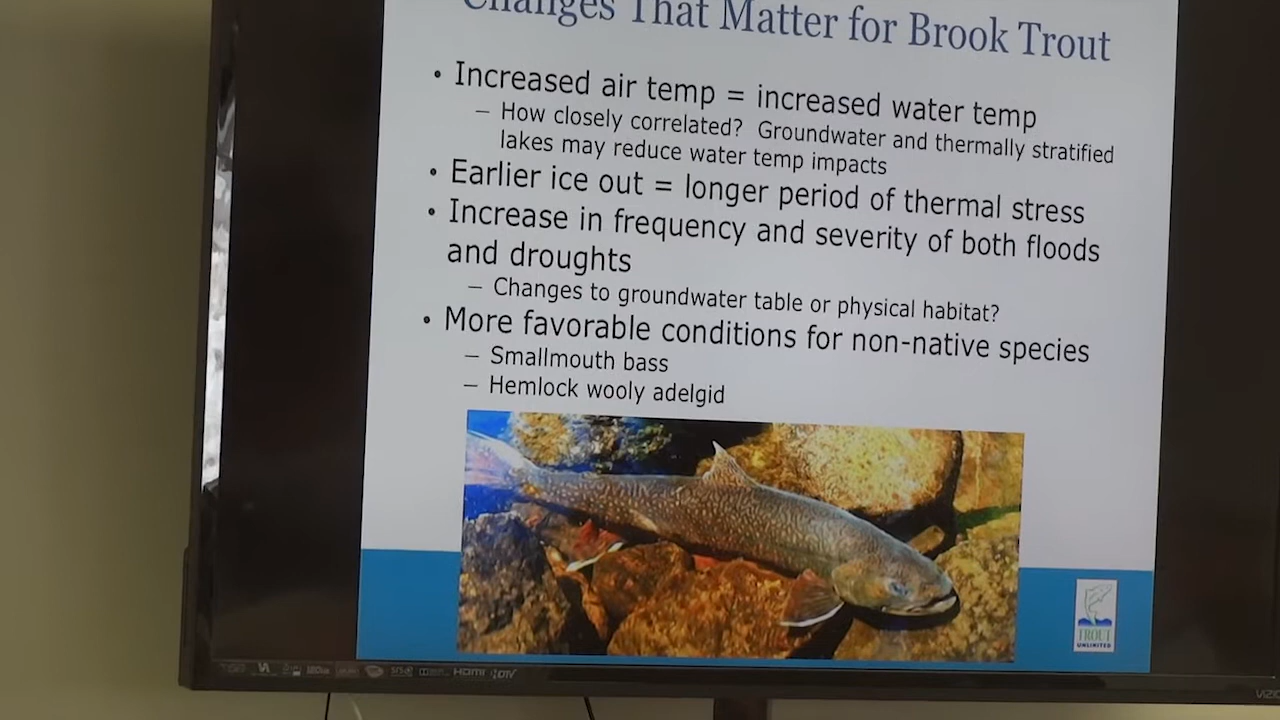 Changes That Matter for Brook Trout
• Increased air temp = increased water temp
– How closely correlated? Groundwater and thermally stratified
lakes may reduce water temp impacts
• Earlier ice out = longer period of thermal stress
• Increase in frequency and severity of both floods
and droughts
– Changes to groundwater table or physical habitat?
• More favorable conditions for non-native species
– Smallmouth bass
– Hemlock wooly adelgid
TROUT
UNLIMITED
HDMI
VIZIO